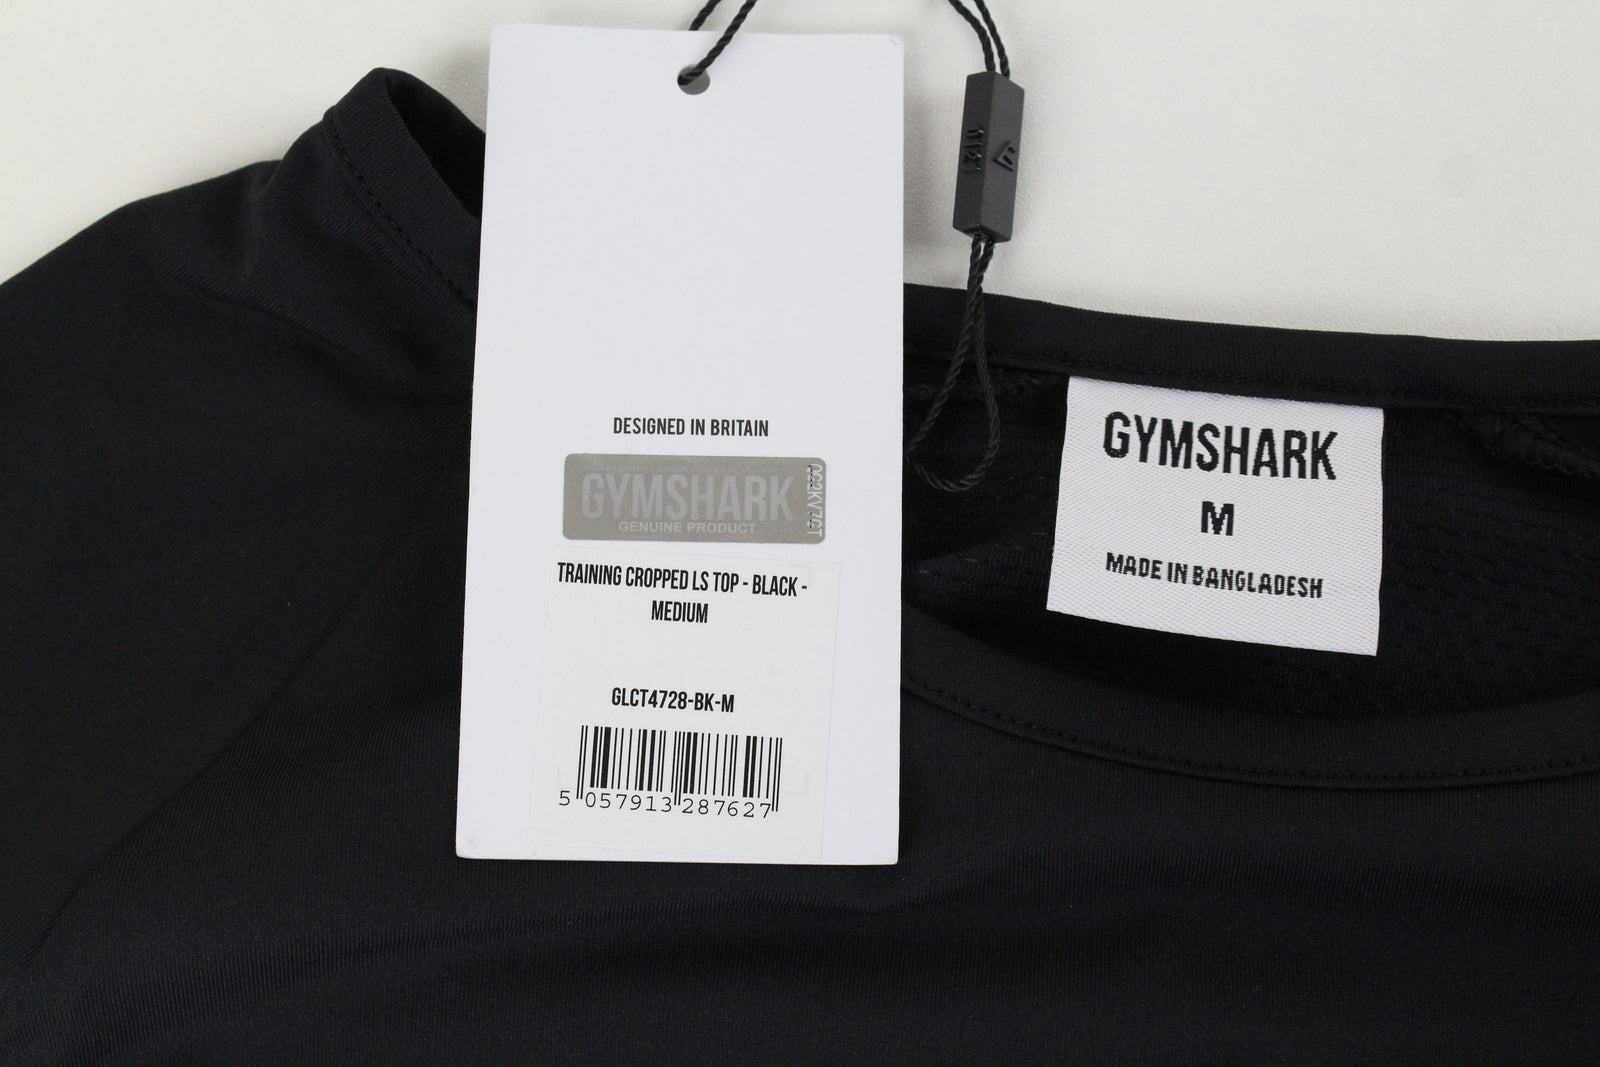 DESIGNED IN BRITAIN
GYMSHARK
GENUINE PRODUCT
TRAINING CROPPED LS TOP - BLACK -
MEDIUM
GLCT4728-BK-M
5 057913 287627
GYMSHARK
M
MADE IN BANGLADESH